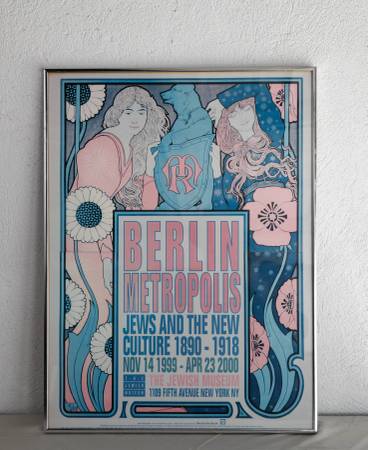 BERLIN
METROPOLIS
JEWS AND THE NEW
CULTURE 1890 - 1918
NOV 14 1999 - APR 23 2000
THE JEWISH MUSEUM
1109 FIFTH AVENUE NEW YORK NY